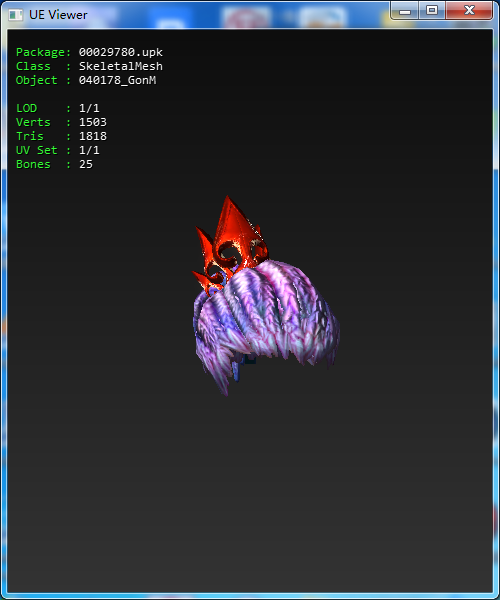 UE Viewer
Package: 00029780.upk
Class : SkeletalMesh
Object : 040178_GonM
LOD : 1/1
Verts : 1503
Tris : 1818
UV Set : 1/1
Bones : 25